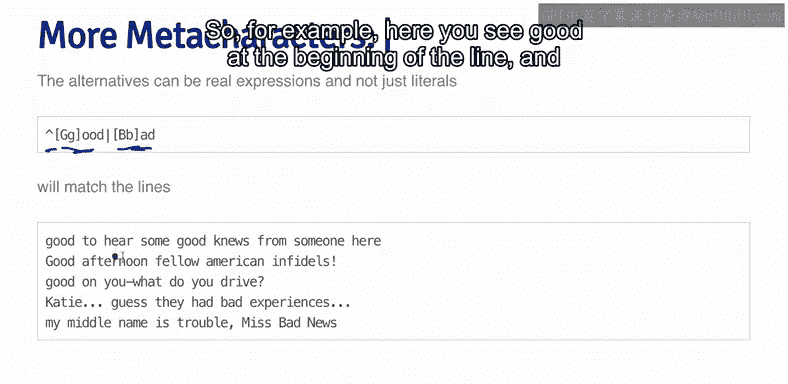 So, for example, here you see good
at the beginning of the line, and
More Metacharacters: |
The alternatives can be real expressions and not just literals
^[Gg]ood|[Bb]ad
will match the lines
good to hear some good knews from someone here
Good afternoon fellow american infidels!
good on you—what do you drive?
Katie... guess they had bad experiences...
my middle name is trouble, Miss Bad News